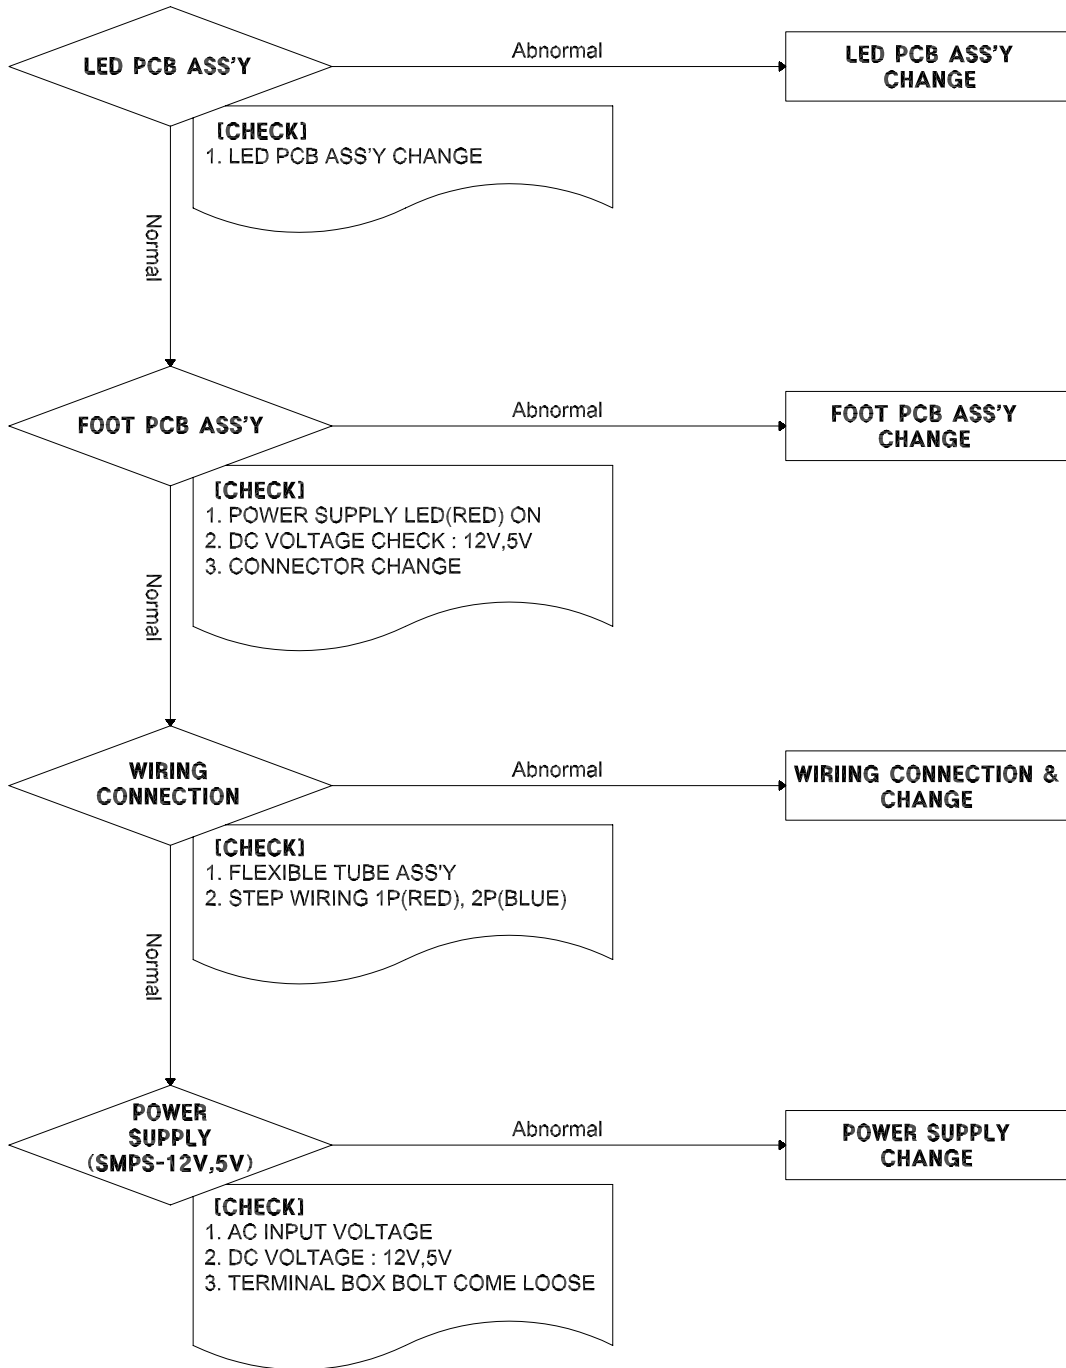 LED PCB ASS'Y
Abnormal
LED PCB ASS'Y
CHANGE
[CHECK]
1. LED PCB ASS'Y CHANGE
Normal
FOOT PCB ASS'Y
Abnormal
FOOT PCB ASS'Y
CHANGE
[CHECK]
1. POWER SUPPLY LED(RED) ON
2. DC VOLTAGE CHECK : 12V,5V
3. CONNECTOR CHANGE
Normal
WIRING
CONNECTION
Abnormal
WIRIING CONNECTION &
CHANGE
[CHECK]
1. FLEXIBLE TUBE ASS'Y
2. STEP WIRING 1P(RED), 2P(BLUE)
Normal
POWER
SUPPLY
(SMPS-12V,5V)
Abnormal
POWER SUPPLY
CHANGE
[CHECK]
1. AC INPUT VOLTAGE
2. DC VOLTAGE : 12V,5V
3. TERMINAL BOX BOLT COME LOOSE